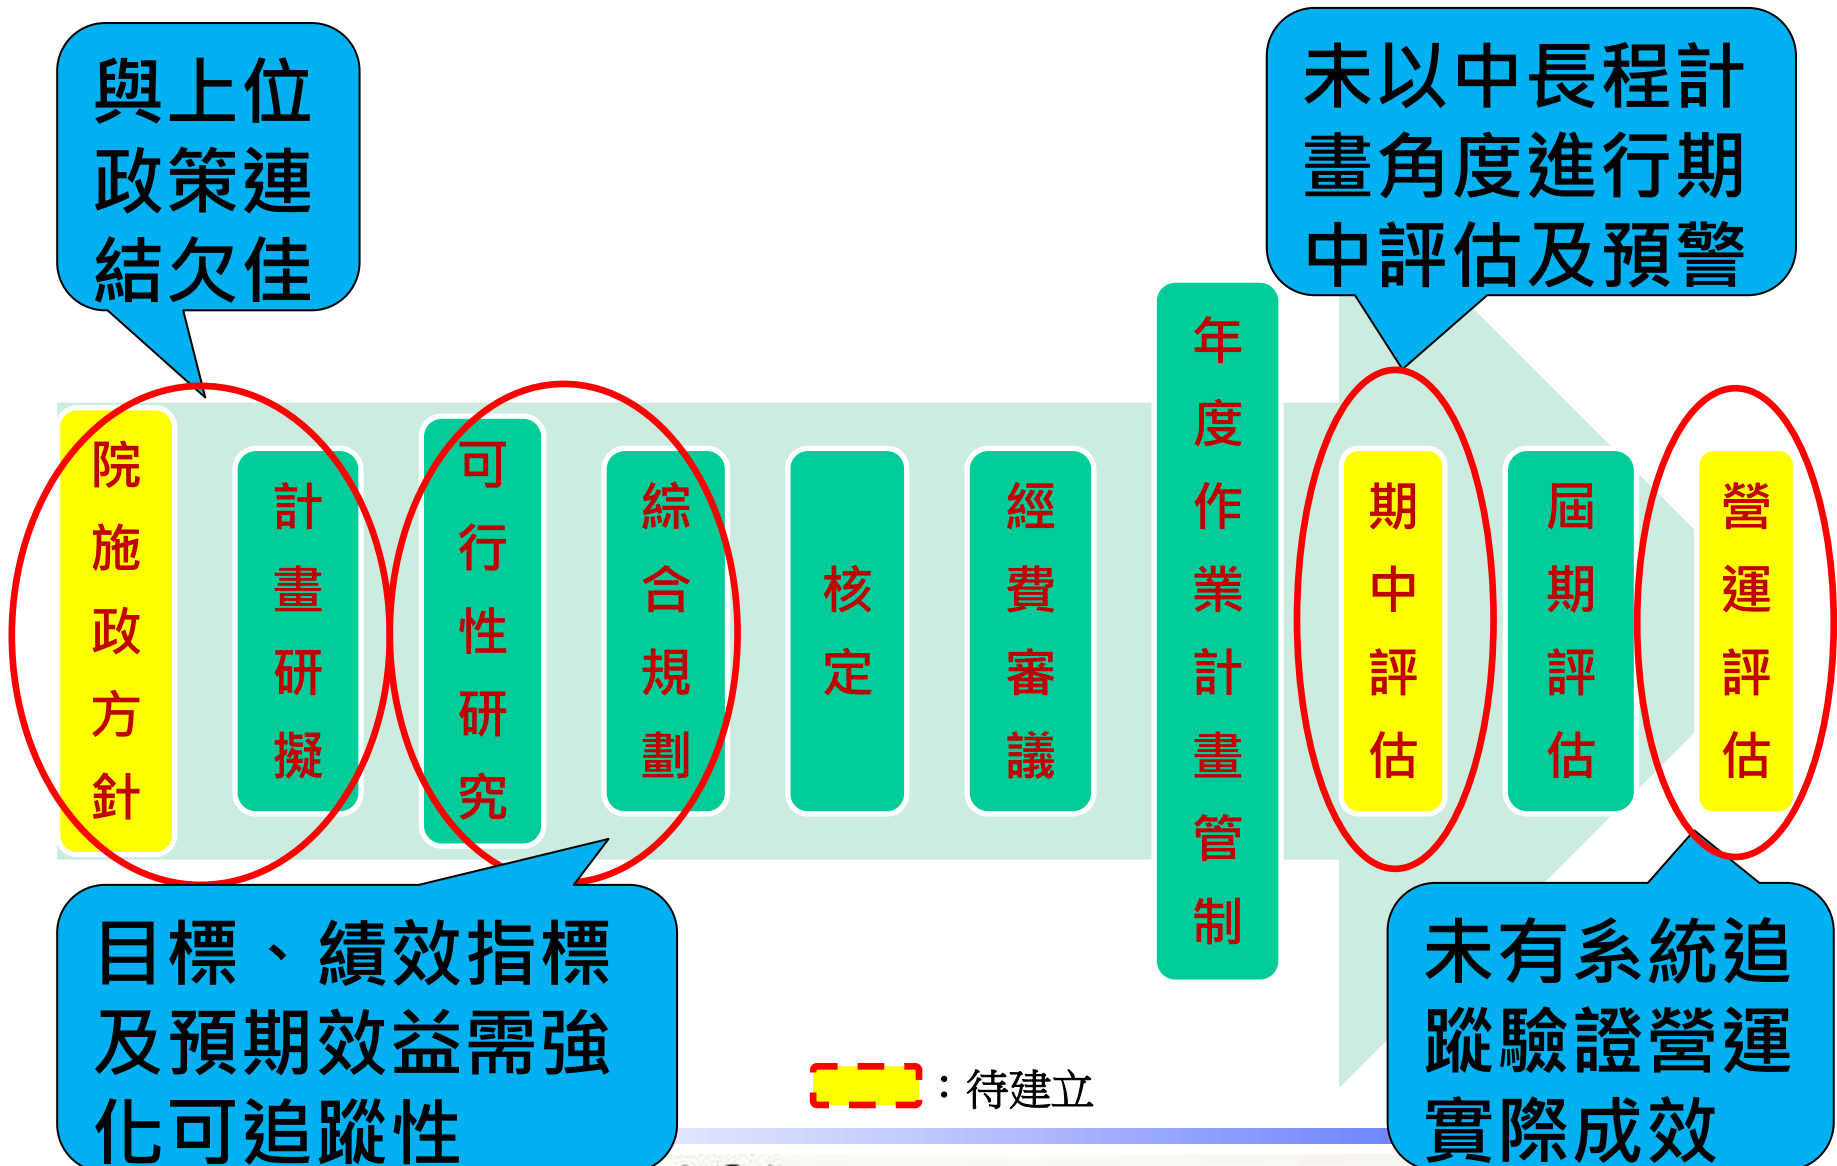 與上位
政策連
結欠佳
未以中長程計
畫角度進行期
中評估及預警
院施政方針
計畫研擬
可行性研究
綜合規劃
核定
經費審議
年度作業計畫管制
期中評估
屆期評估
營運評估
目標、績效指標
及預期效益需強
化可追蹤性
：待建立
未有系統追
蹤驗證營運
實際成效